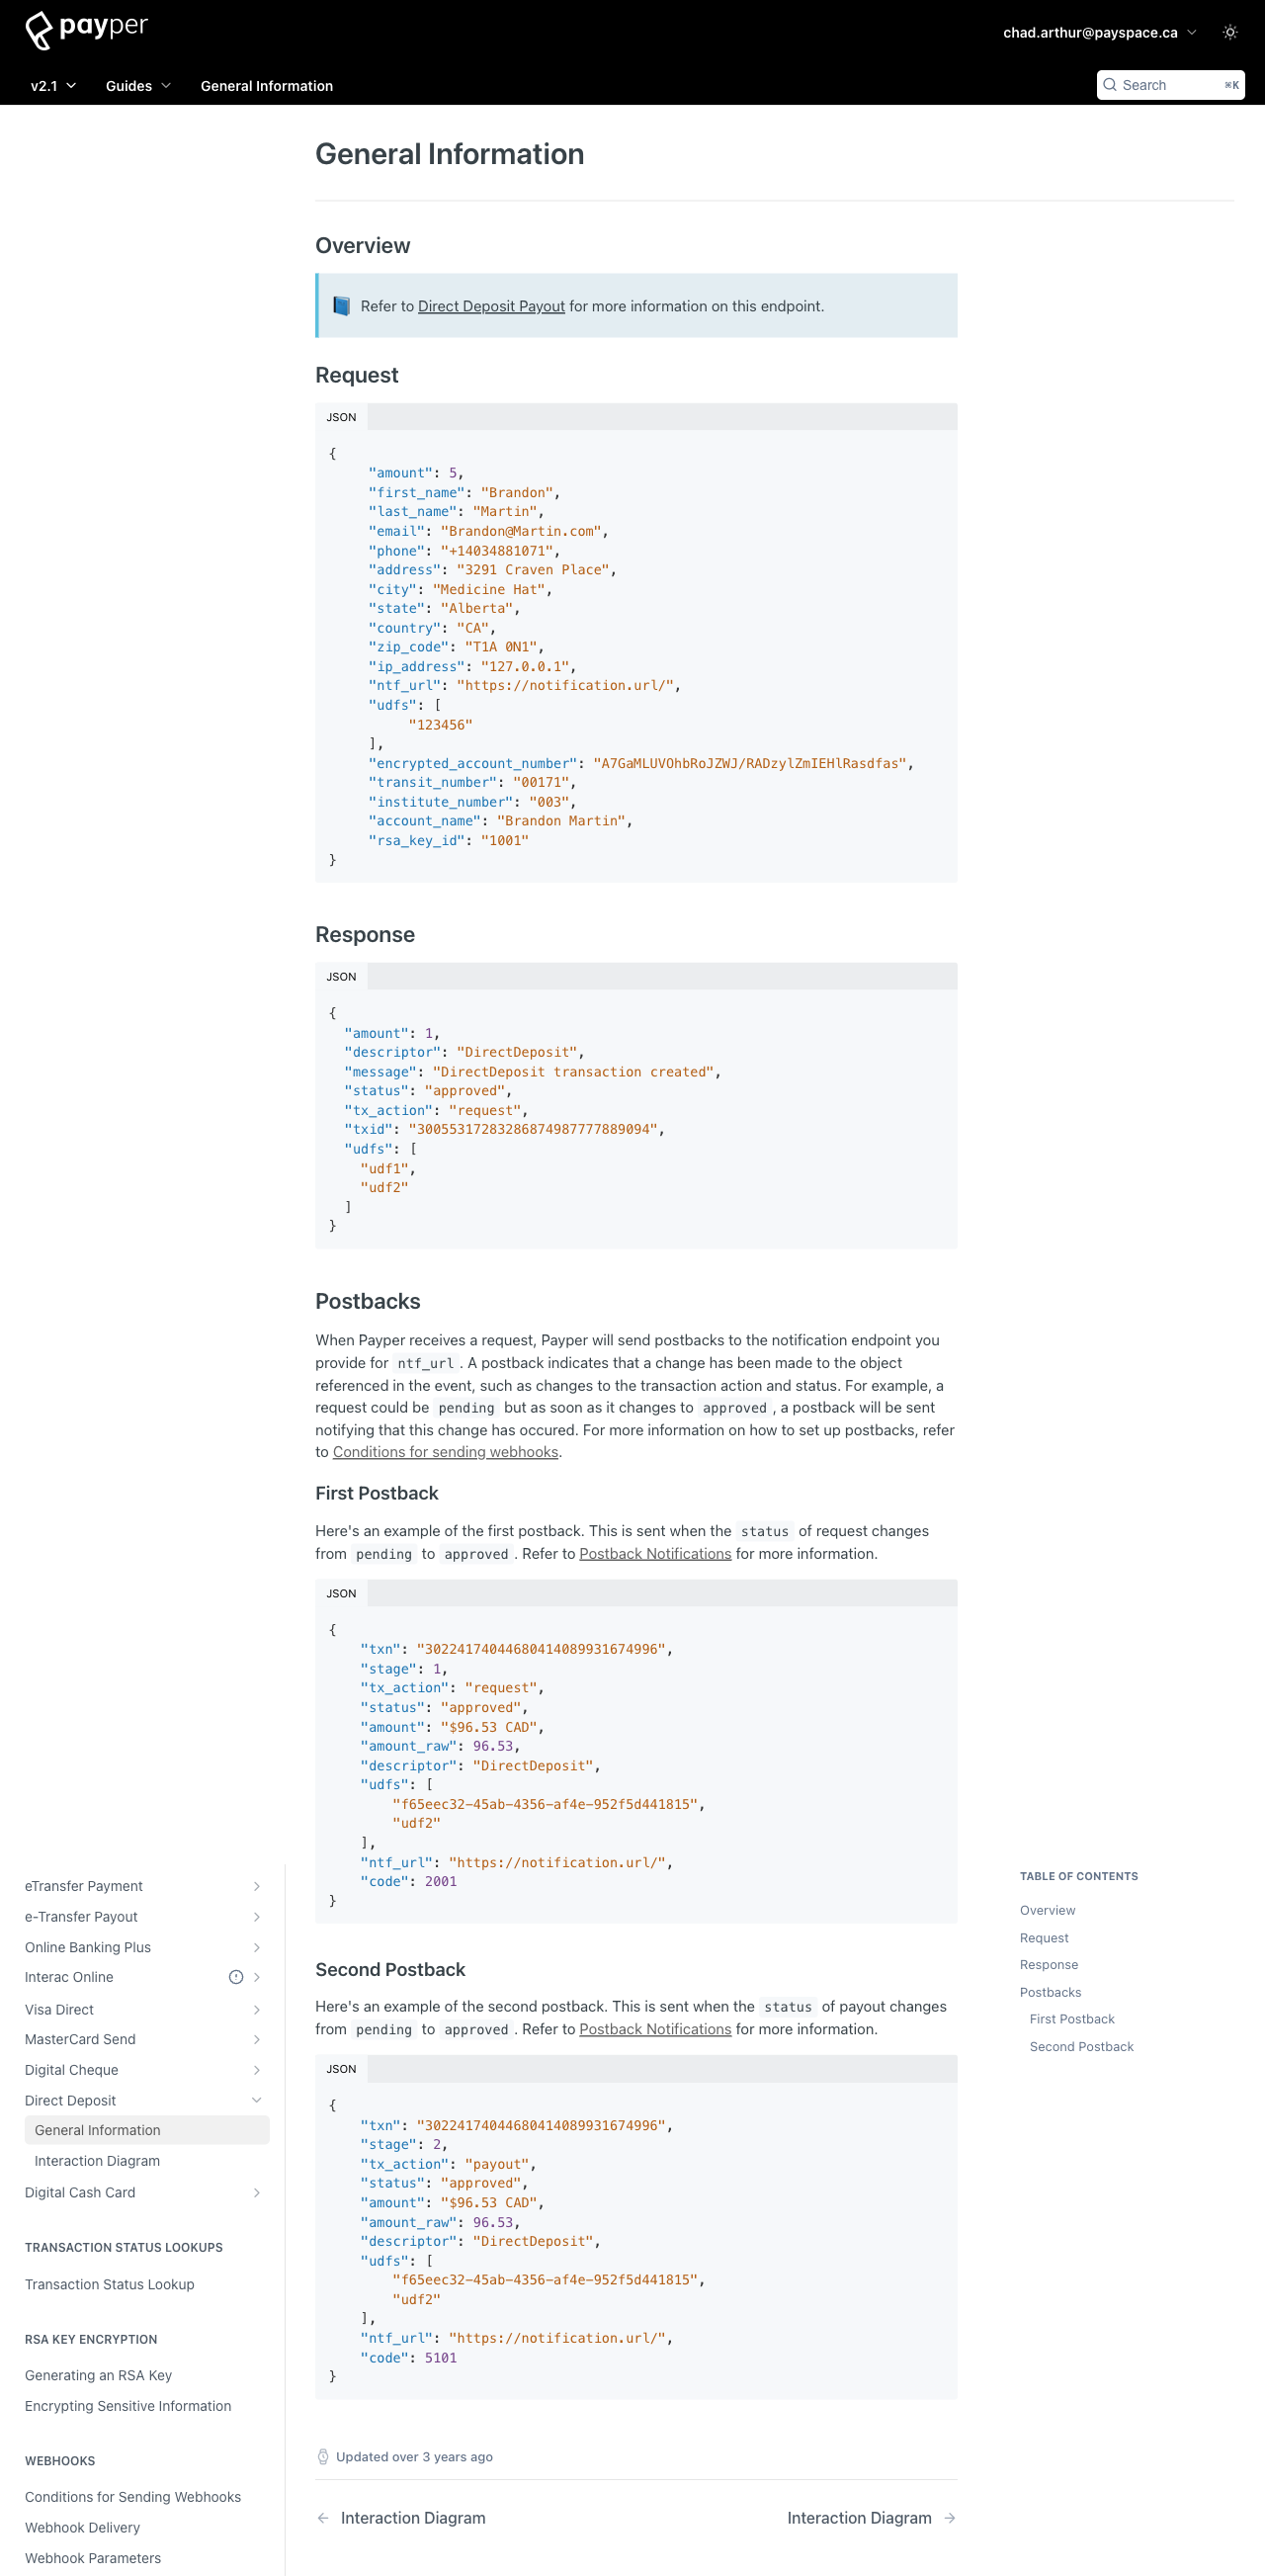 payper
chad.arthur@payspace.ca
v2.1
Guides
General Information
Search
⌘K
General Information
Overview
Refer to Direct Deposit Payout for more information on this endpoint.
Request
JSON
{
"amount": 5,
"first_name": "Brandon",
"last_name": "Martin",
"email": "Brandon@Martin.com",
"phone": "+14034881071",
"address": "3291 Craven Place",
"city": "Medicine Hat",
"state": "Alberta",
"country": "CA",
"zip_code": "T1A 0N1",
"ip_address": "127.0.0.1",
"ntf_url": "https://notification.url/",
"udfs": [
"123456"
],
"encrypted_account_number": "A7GaMLUVOhbRoJZWJ/RADzylZmIEHlRasdfas",
"transit_number": "00171",
"institute_number": "003",
"account_name": "Brandon Martin",
"rsa_key_id": "1001"
}
Response
JSON
{
"amount": 1,
"descriptor": "DirectDeposit",
"message": "DirectDeposit transaction created",
"status": "approved",
"tx_action": "request",
"txid": "30055317283286874987777889094",
"udfs": [
"udf1",
"udf2"
]
}
Postbacks
When Payper receives a request, Payper will send postbacks to the notification endpoint you
provide for ntf_url. A postback indicates that a change has been made to the object
referenced in the event, such as changes to the transaction action and status. For example, a
request could be pending but as soon as it changes to approved, a postback will be sent
notifying that this change has occured. For more information on how to set up postbacks, refer
to Conditions for sending webhooks.
First Postback
Here's an example of the first postback. This is sent when the status of request changes
from pending to approved. Refer to Postback Notifications for more information.
JSON
{
"txn": "30224174044680414089931674996",
"stage": 1,
"tx_action": "request",
"status": "approved",
"amount": "$96.53 CAD",
"amount_raw": 96.53,
"descriptor": "DirectDeposit",
"udfs": [
"f65eec32-45ab-4356-af4e-952f5d441815",
"udf2"
],
"ntf_url": "https://notification.url/",
"code": 2001
}
Second Postback
Here's an example of the second postback. This is sent when the status of payout changes
from pending to approved. Refer to Postback Notifications for more information.
JSON
{
"txn": "30224174044680414089931674996",
"stage": 2,
"tx_action": "payout",
"status": "approved",
"amount": "$96.53 CAD",
"amount_raw": 96.53,
"descriptor": "DirectDeposit",
"udfs": [
"f65eec32-45ab-4356-af4e-952f5d441815",
"udf2"
],
"ntf_url": "https://notification.url/",
"code": 5101
}
Updated over 3 years ago
Interaction Diagram
Interaction Diagram
eTransfer Payment
e-Transfer Payout
Online Banking Plus
Interac Online
Visa Direct
MasterCard Send
Digital Cheque
Direct Deposit
General Information
Interaction Diagram
Digital Cash Card
TRANSACTION STATUS LOOKUPS
Transaction Status Lookup
RSA KEY ENCRYPTION
Generating an RSA Key
Encrypting Sensitive Information
WEBHOOKS
Conditions for Sending Webhooks
Webhook Delivery
Webhook Parameters
TABLE OF CONTENTS
Overview
Request
Response
Postbacks
First Postback
Second Postback